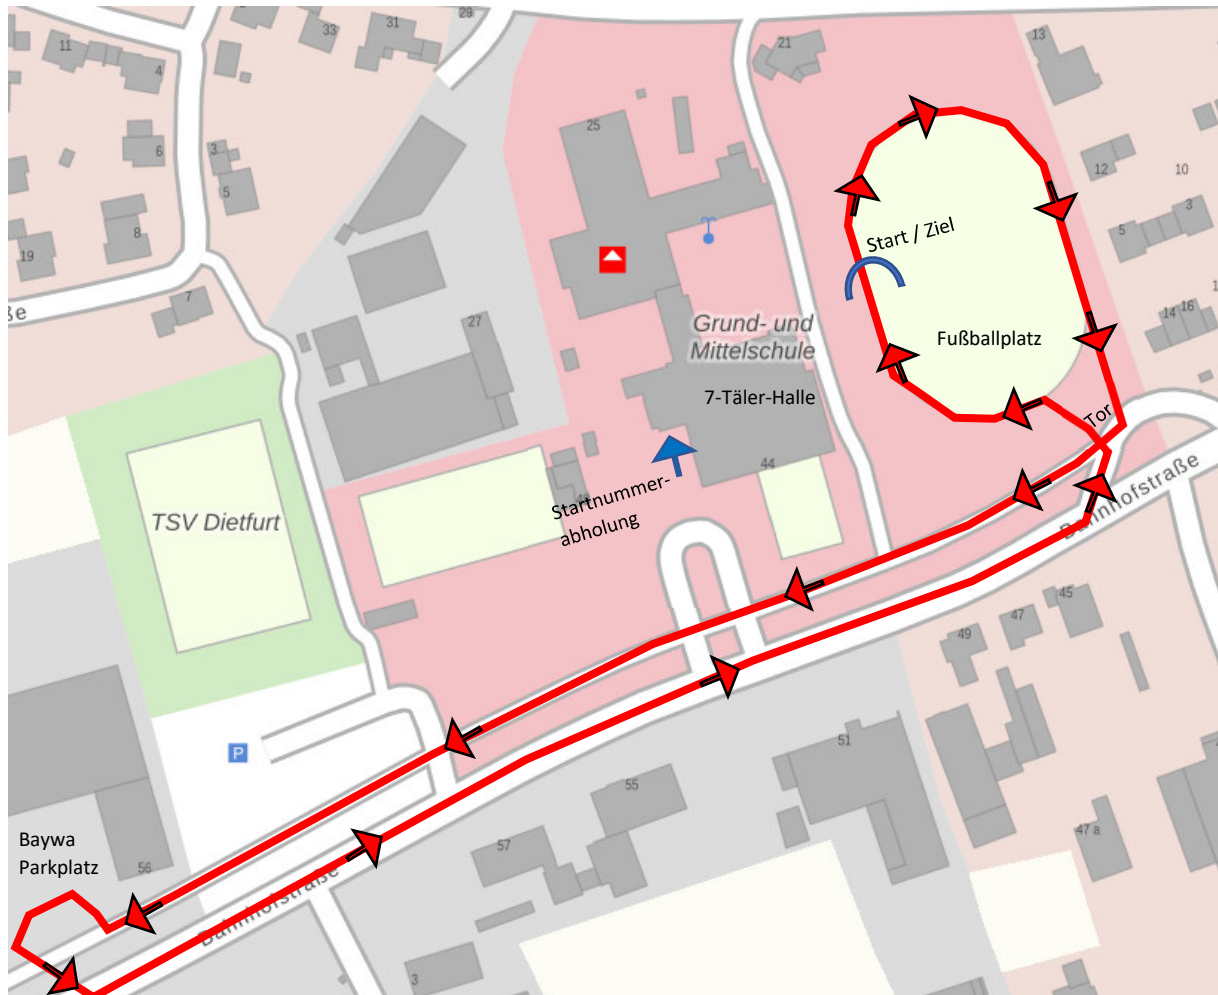 29
11
33
31
13
4
21
25
3
6
12
10
5
3
8
5
Start / Ziel
19
7
ße
14
16
27
Grund- und
Mittelschule
Fußballplatz
7-Täler-Halle
Tor
44
Startnummer-
abholung
TSV Dietfurt
Bahnhofstraße
45
47
49
P
51
55
Baywa
Parkplatz
57
47 a
56
Bahnhofstraße
3